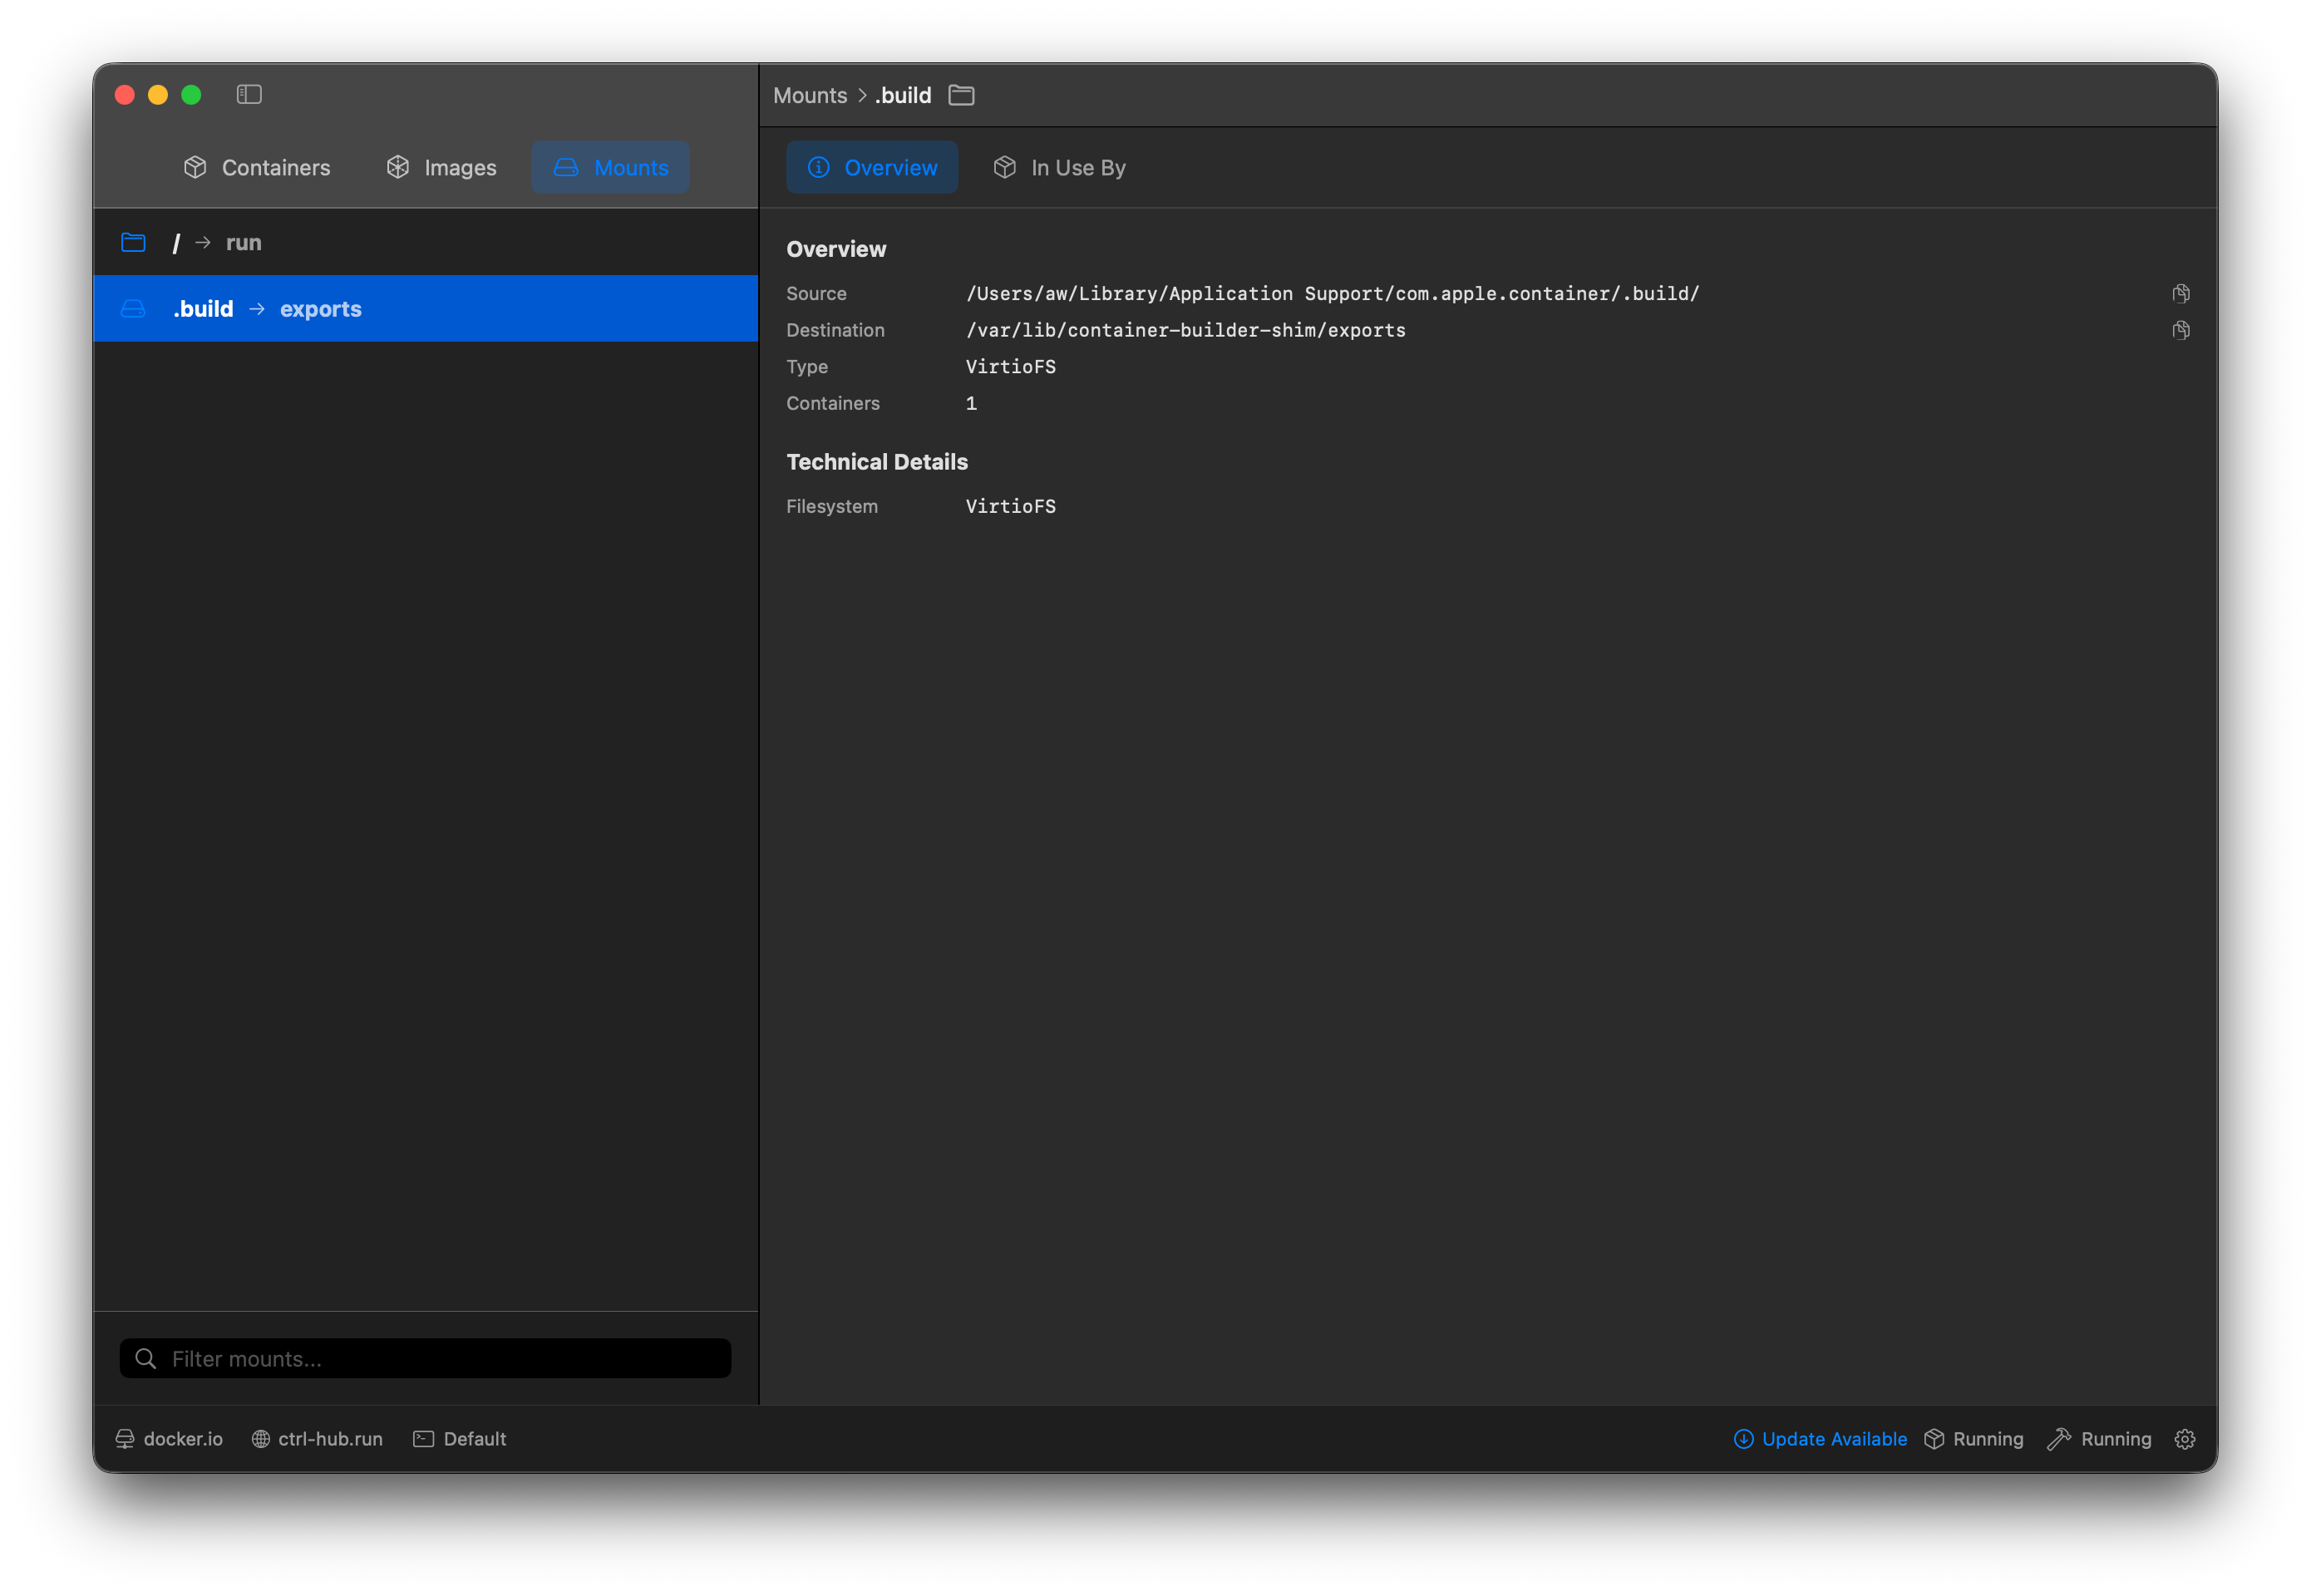 Mounts > .build
Containers Images Mounts
Overview In Use By
/ → run
.build → exports
Overview
Source /Users/aw/Library/Application Support/com.apple.container/.build/
Destination /var/lib/container-builder-shim/exports
Type VirtioFS
Containers 1
Technical Details
Filesystem VirtioFS
Filter mounts...
docker.io ctrl-hub.run Default Update Available Running Running